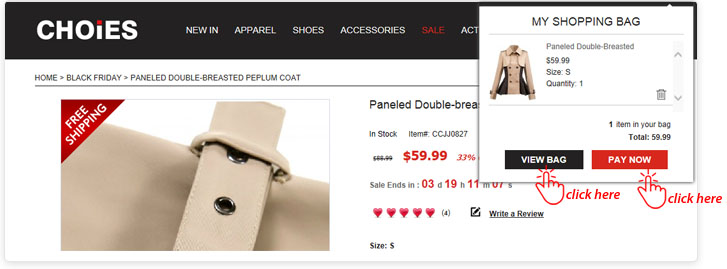 CHOiES
NEW IN APPAREL SHOES ACCESSORIES SALE ACT
MY SHOPPING BAG
Paneled Double-Breasted
$59.99
Size: S
Quantity: 1
1 item in your bag
Total: 59.99
VIEW BAG PAY NOW
click here click here
HOME > BLACK FRIDAY > PANELED DOUBLE-BREASTED PEPLUM COAT
FREE
SHIPPING
Paneled Double-breas
In Stock Item#: CCJJ0827
$88.99 $59.99 33%
Sale Ends in : 03 d 19 h 11 m 07 s
(4) Write a Review
Size: S